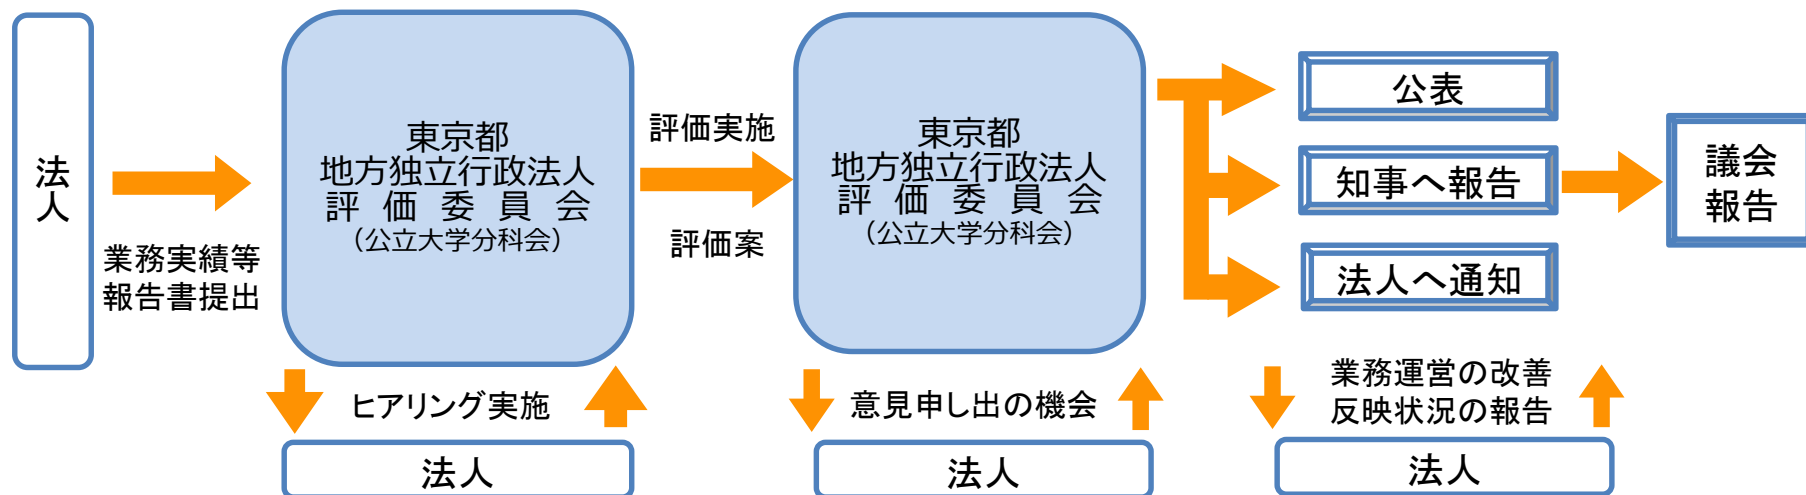 法人
業務実績等
報告書提出
東京都
地方独立行政法人
評価委員会
（公立大学分科会）
ヒアリング実施
法人
評価実施
評価案
東京都
地方独立行政法人
評価委員会
（公立大学分科会）
意見申し出の機会
法人
公表
知事へ報告
法人へ通知
議会
報告
業務運営の改善
反映状況の報告
法人